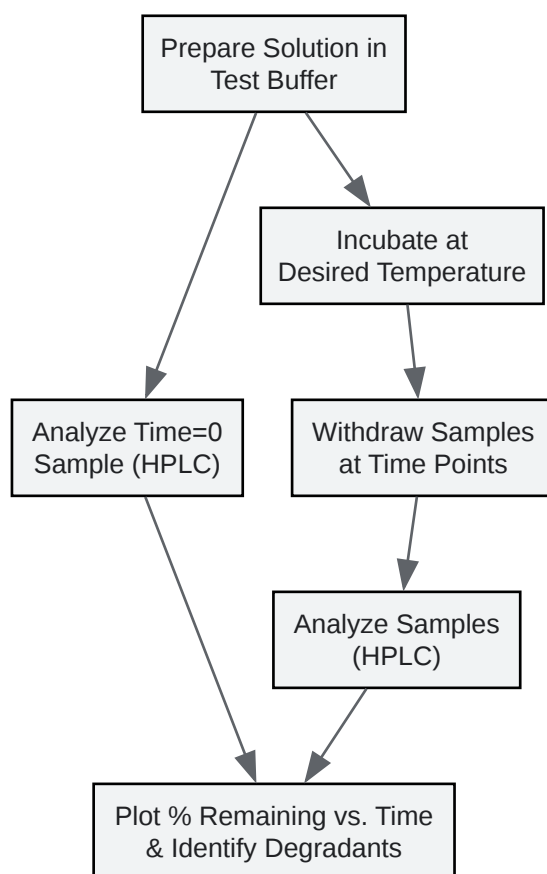 Prepare Solution in
Test Buffer
Incubate at
Desired Temperature
Analyze Time=0
Sample (HPLC)
Withdraw Samples
at Time Points
Analyze Samples
(HPLC)
Plot % Remaining vs. Time
& Identify Degradants